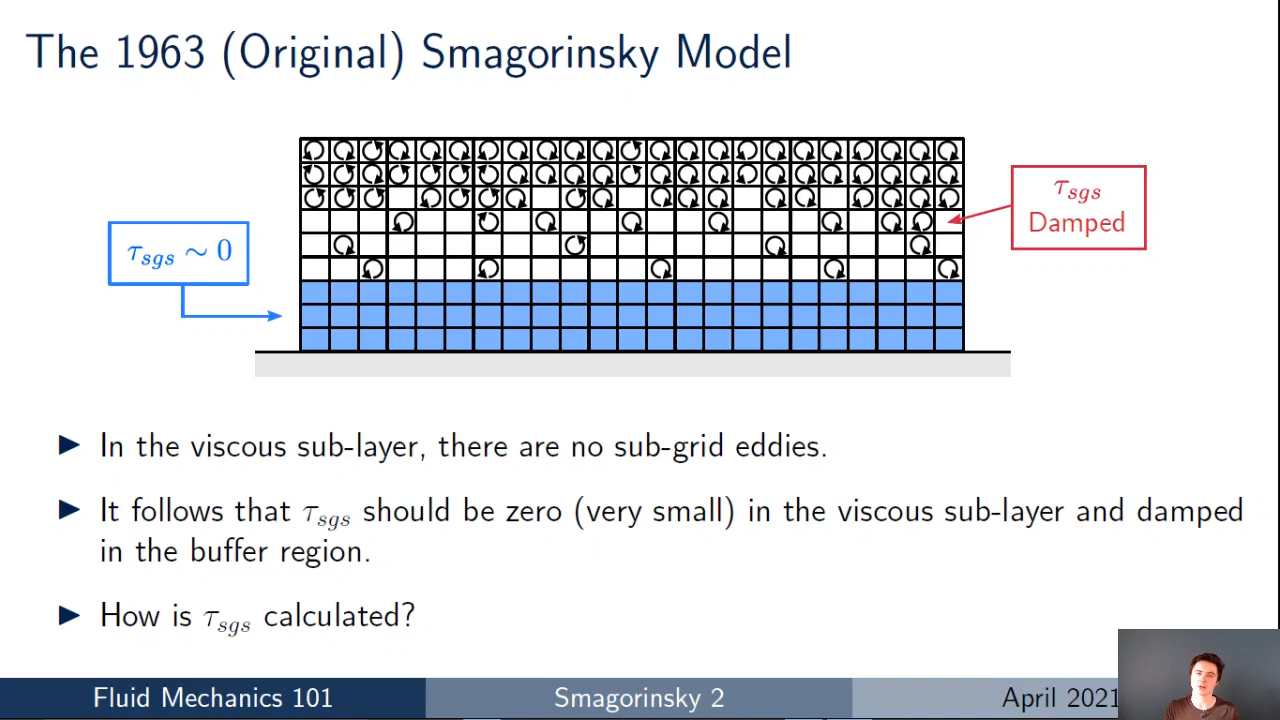 The 1963 (Original) Smagorinsky Model
τsgs
Damped
τsgs ∼ 0
In the viscous sub-layer, there are no sub-grid eddies.
It follows that τsgs should be zero (very small) in the viscous sub-layer and damped
in the buffer region.
How is τsgs calculated?
Fluid Mechanics 101
Smagorinsky 2
April 2021